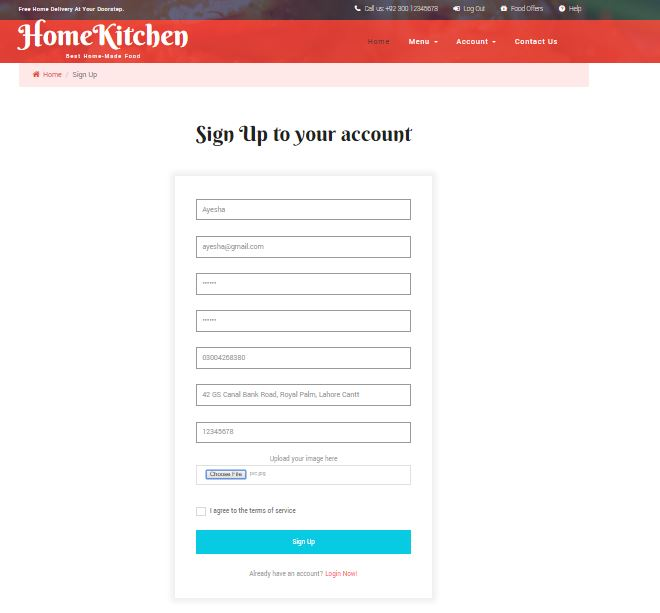 Free Home Delivery At Your Doorstep.
Call us: +92 300 12345678 Log Out Food Offers Help
HomeKitchen
Best Home-Made Food
Home Menu Account Contact Us
Home / Sign Up
Sign Up to your account
Ayesha
ayesha@gmail.com
••••••
••••••
03004268380
42 GS Canal Bank Road, Royal Palm, Lahore Cantt
12345678
Upload your image here
Choose File pic.jpg
I agree to the terms of service
Sign Up
Already have an account? Login Now!